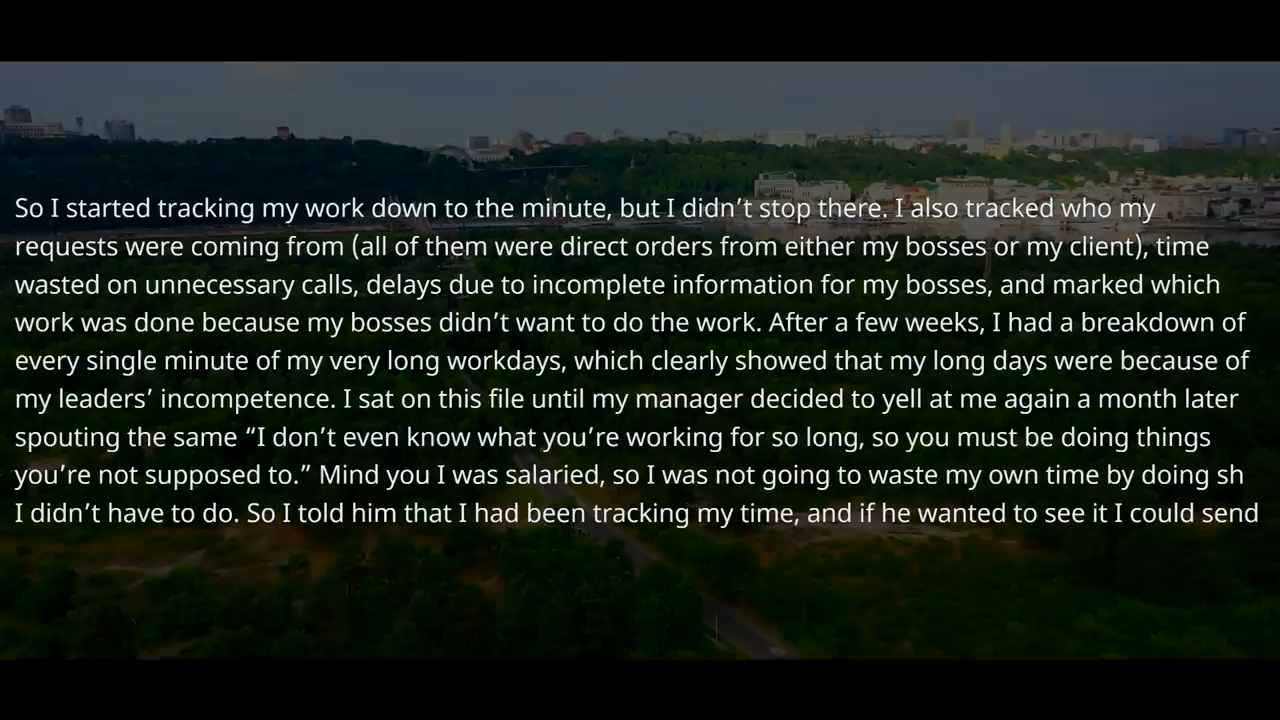 So I started tracking my work down to the minute, but I didn’t stop there. I also tracked who my
requests were coming from (all of them were direct orders from either my bosses or my client), time
wasted on unnecessary calls, delays due to incomplete information for my bosses, and marked which
work was done because my bosses didn’t want to do the work. After a few weeks, I had a breakdown of
every single minute of my very long workdays, which clearly showed that my long days were because of
my leaders’ incompetence. I sat on this file until my manager decided to yell at me again a month later
spouting the same “I don’t even know what you’re working for so long, so you must be doing things
you’re not supposed to.” Mind you I was salaried, so I was not going to waste my own time by doing sh
I didn’t have to do. So I told him that I had been tracking my time, and if he wanted to see it I could send